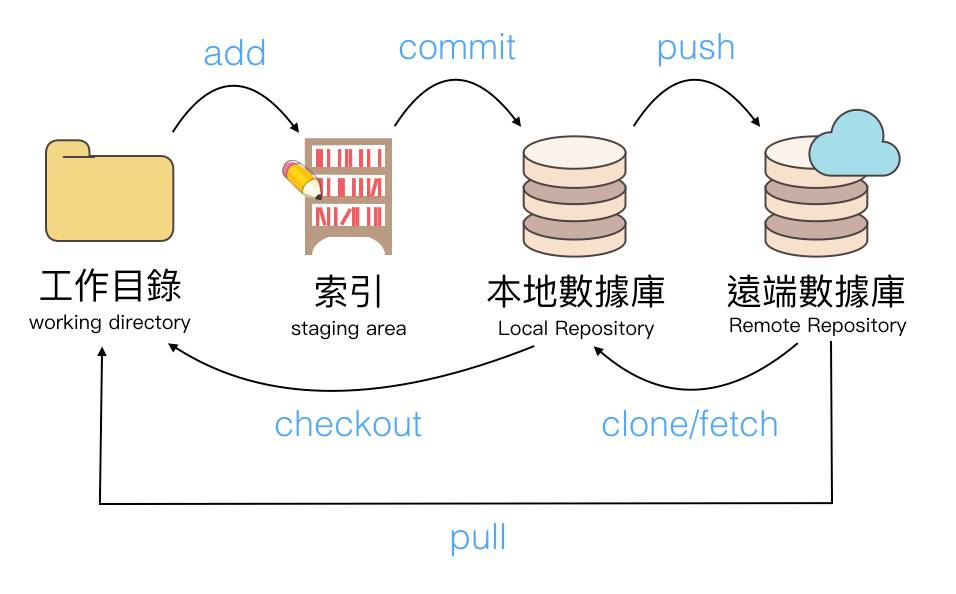 add
commit
push
工作目錄
working directory
索引
staging area
本地數據庫
Local Repository
遠端數據庫
Remote Repository
checkout
clone/fetch
pull